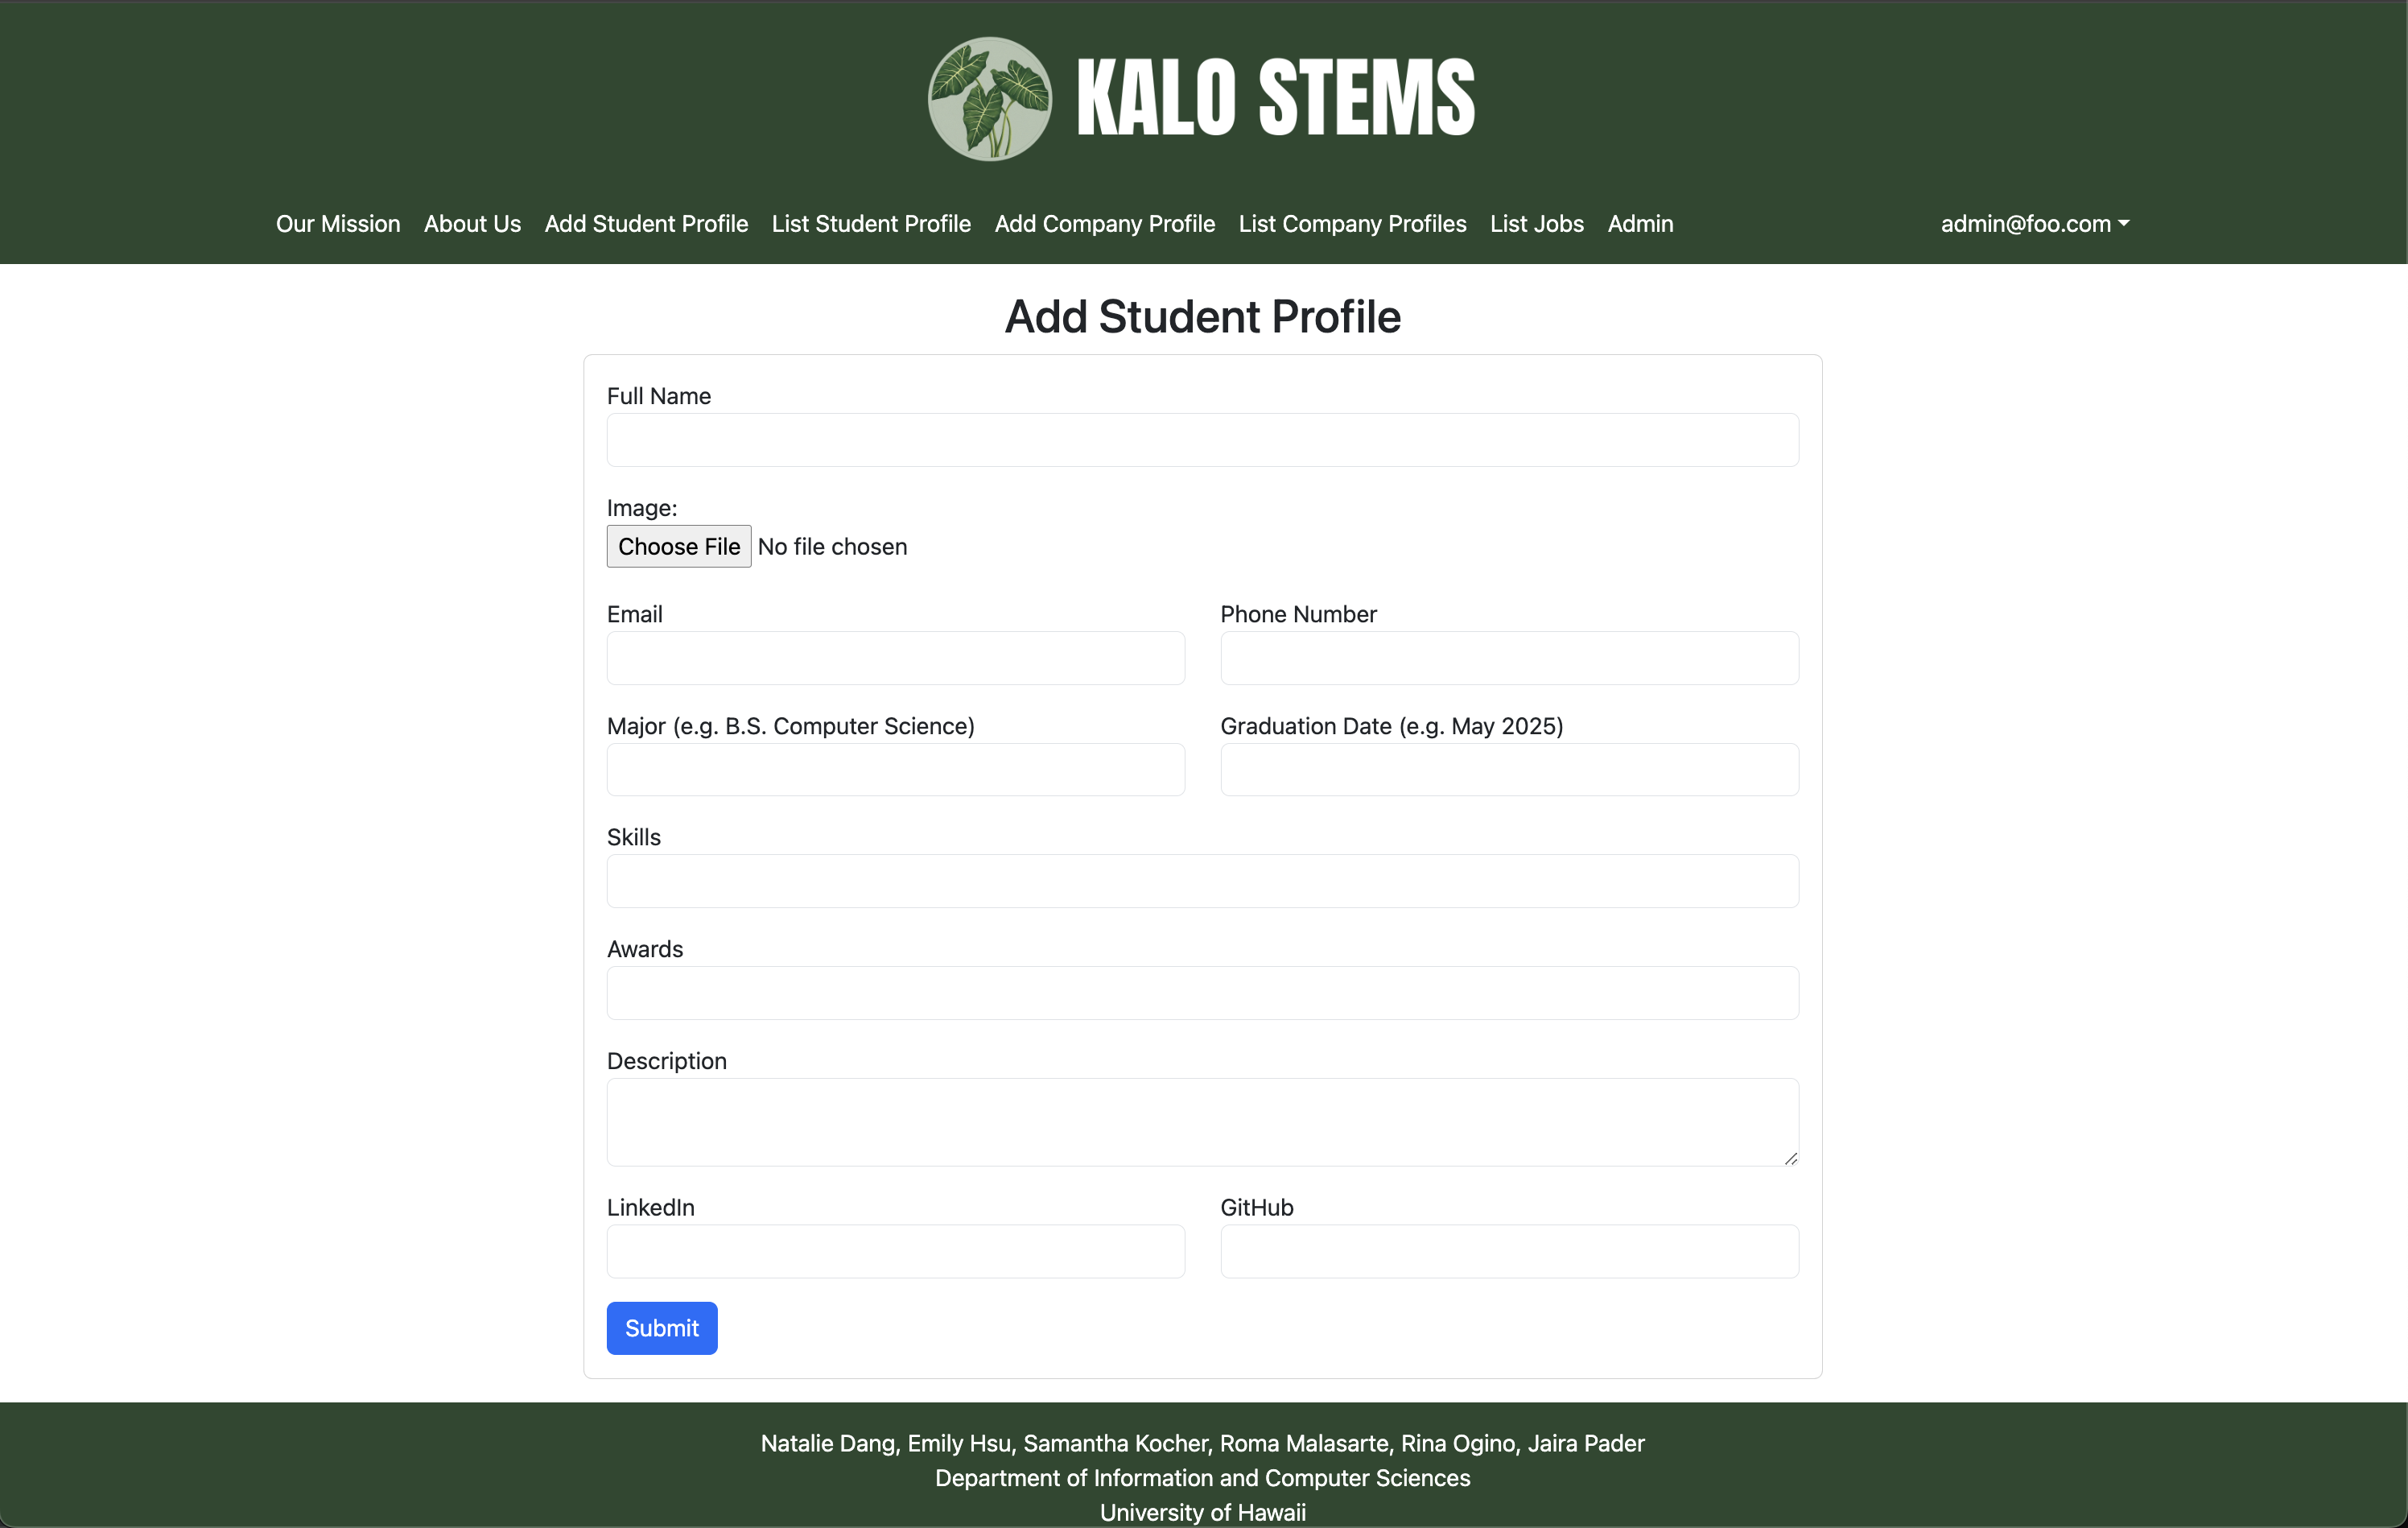 KALO STEMS
Our Mission About Us Add Student Profile List Student Profile Add Company Profile List Company Profiles List Jobs Admin admin@foo.com
Add Student Profile
Full Name
Image:
Choose File No file chosen
Email Phone Number
Major (e.g. B.S. Computer Science) Graduation Date (e.g. May 2025)
Skills
Awards
Description
LinkedIn GitHub
Submit
Natalie Dang, Emily Hsu, Samantha Kocher, Roma Malasarte, Rina Ogino, Jaira Pader
Department of Information and Computer Sciences
University of Hawaii